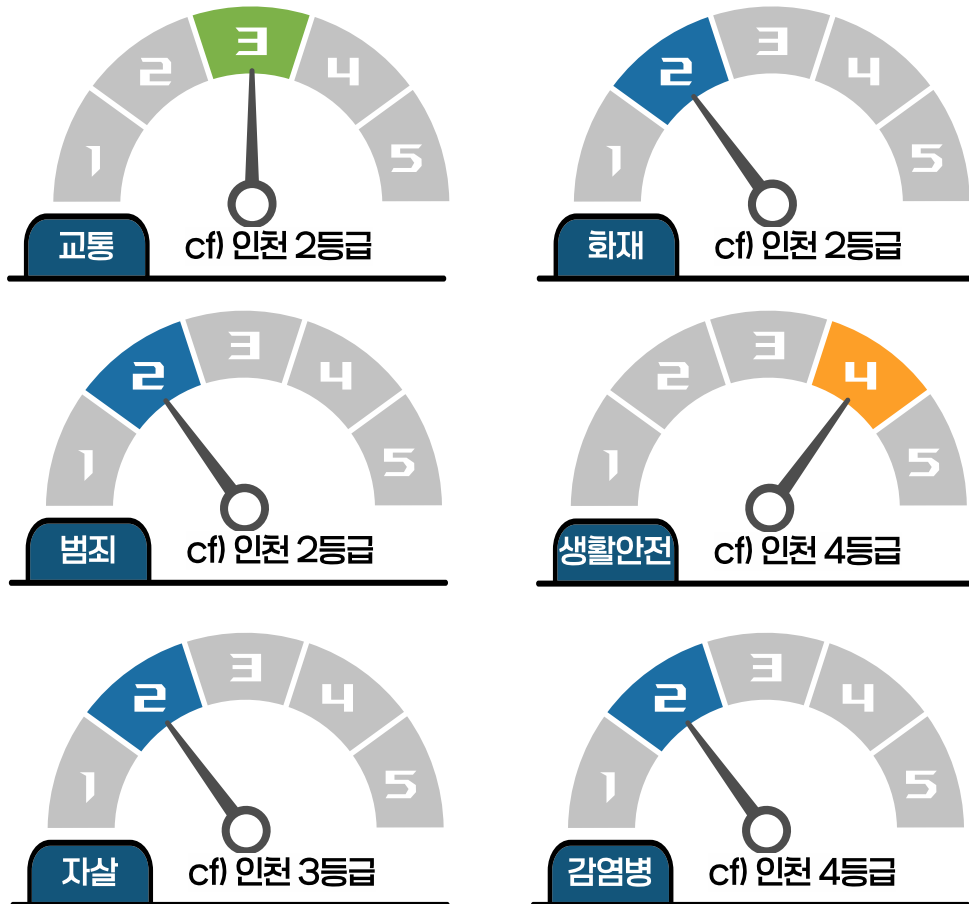 1 2 3 4 5
교통 cf) 인천 2등급
1 2 3 4 5
화재 cf) 인천 2등급
1 2 3 4 5
범죄 cf) 인천 2등급
1 2 3 4 5
생활안전 cf) 인천 4등급
1 2 3 4 5
자살 cf) 인천 3등급
1 2 3 4 5
감염병 cf) 인천 4등급